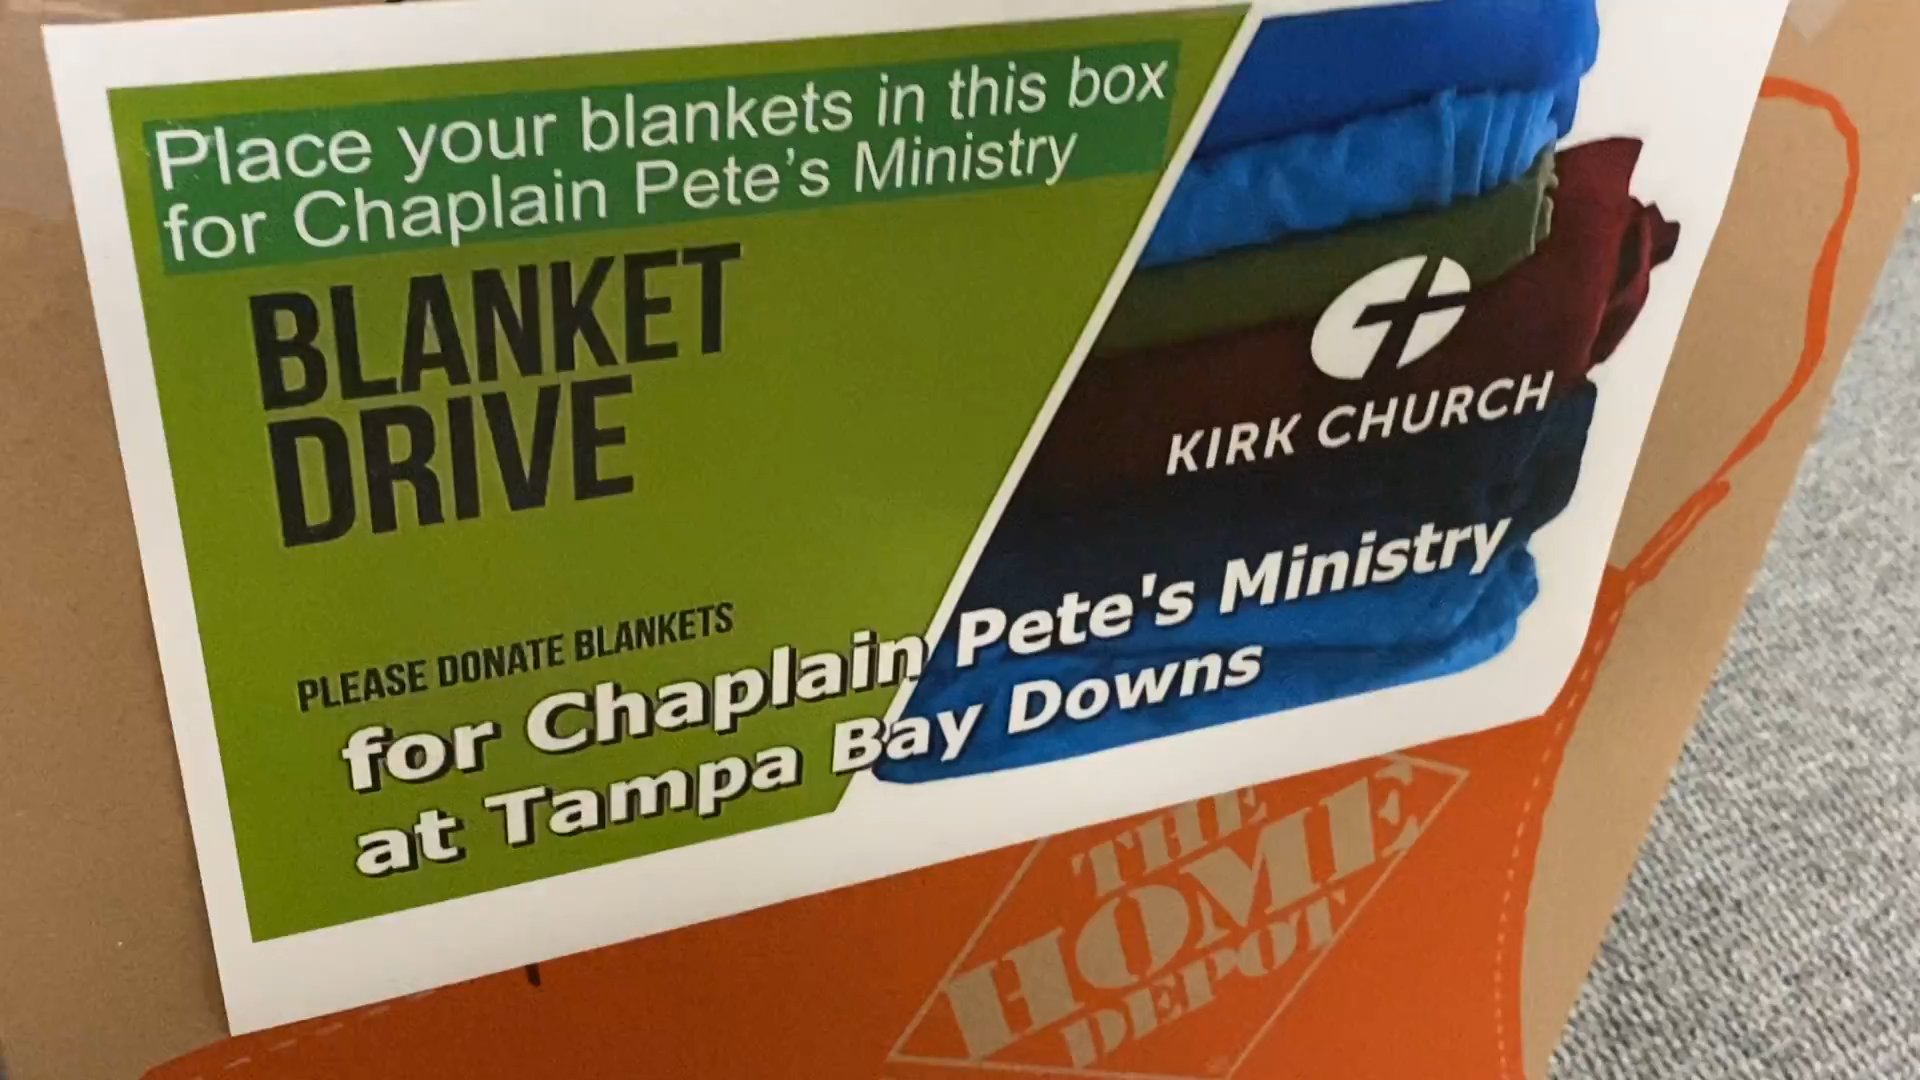 Place your blankets in this box
for Chaplain Pete’s Ministry
BLANKET
DRIVE
KIRK CHURCH
PLEASE DONATE BLANKETS
for Chaplain Pete's Ministry
at Tampa Bay Downs
THE
HOME
DEPOT